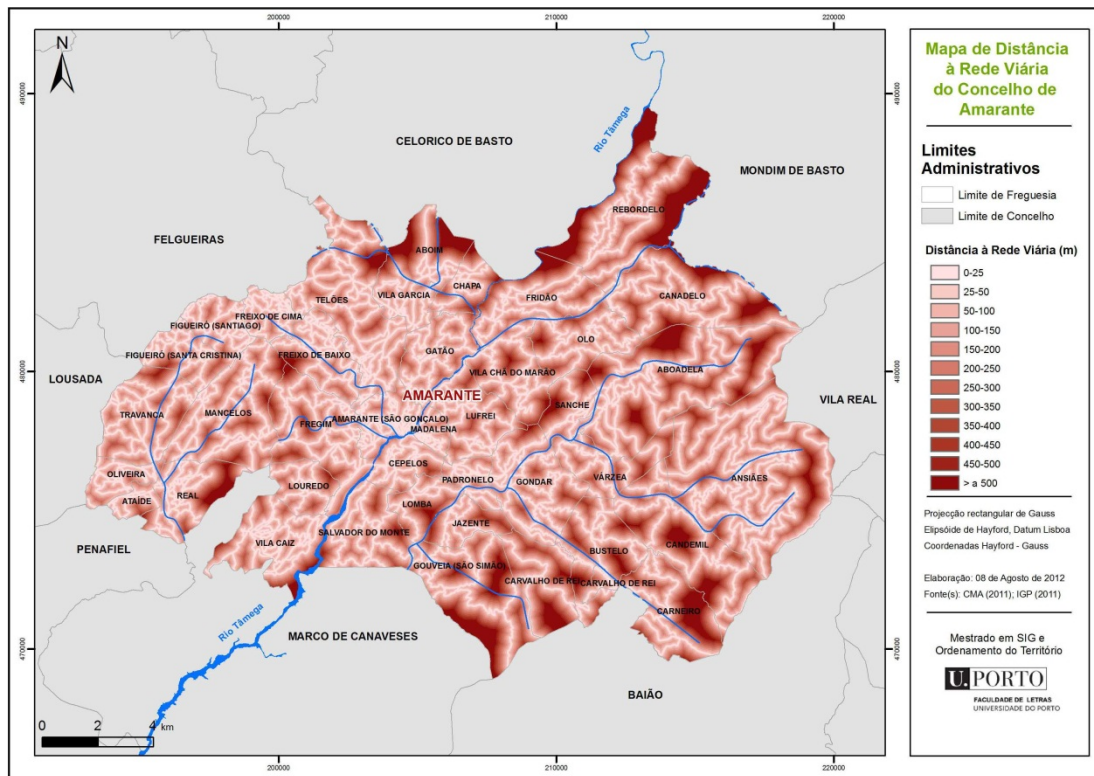 200000
210000
220000
N
490000
490000
Rio Tâmega
CELORICO DE BASTO
MONDIM DE BASTO
REBORDELO
FELGUEIRAS
ABOIM
CHAPA
VILA GARCIA
TELÕES
FRIDÃO
CANADELO
FREIXO DE CIMA
FIGUEIRÓ (SANTIAGO)
OLO
GATÃO
FIGUEIRÓ (SANTA CRISTINA)
FREIXO DE BAIXO
480000
480000
LOUSADA
VILA CHÃ DO MARÃO
ABOADELA
AMARANTE
VILA REAL
TRAVANCA
MANCELOS
SANCHE
LUFREI
FREGIM
AMARANTE (SÃO GONÇALO)
MADALENA
CEPELOS
OLIVEIRA
PADRONELO
GONDAR
VÁRZEA
ANSIÃES
ATAÍDE
REAL
LOUREDO
LOMBA
JAZENTE
SALVADOR DO MONTE
VILA CAIZ
BUSTELO
CANDEMIL
PENAFIEL
GOUVEIA (SÃO SIMÃO)
CARVALHO DE REI
CARVALHO DE REI
CARNEIRO
Rio Tâmega
MARCO DE CANAVESES
470000
470000
BAIÃO
0 2 4 km
200000
210000
220000
Mapa de Distância
à Rede Viária
do Concelho de
Amarante
Limites
Administrativos
Limite de Freguesia
Limite de Concelho
Distância à Rede Viária (m)
0-25
25-50
50-100
100-150
150-200
200-250
250-300
300-350
350-400
400-450
450-500
> a 500
Projecção rectangular de Gauss
Elipsóide de Hayford, Datum Lisboa
Coordenadas Hayford - Gauss
Elaboração: 08 de Agosto de 2012
Fonte(s): CMA (2011); IGP (2011)
Mestrado em SIG e
Ordenamento do Território
U. PORTO
FACULDADE DE LETRAS
UNIVERSIDADE DO PORTO